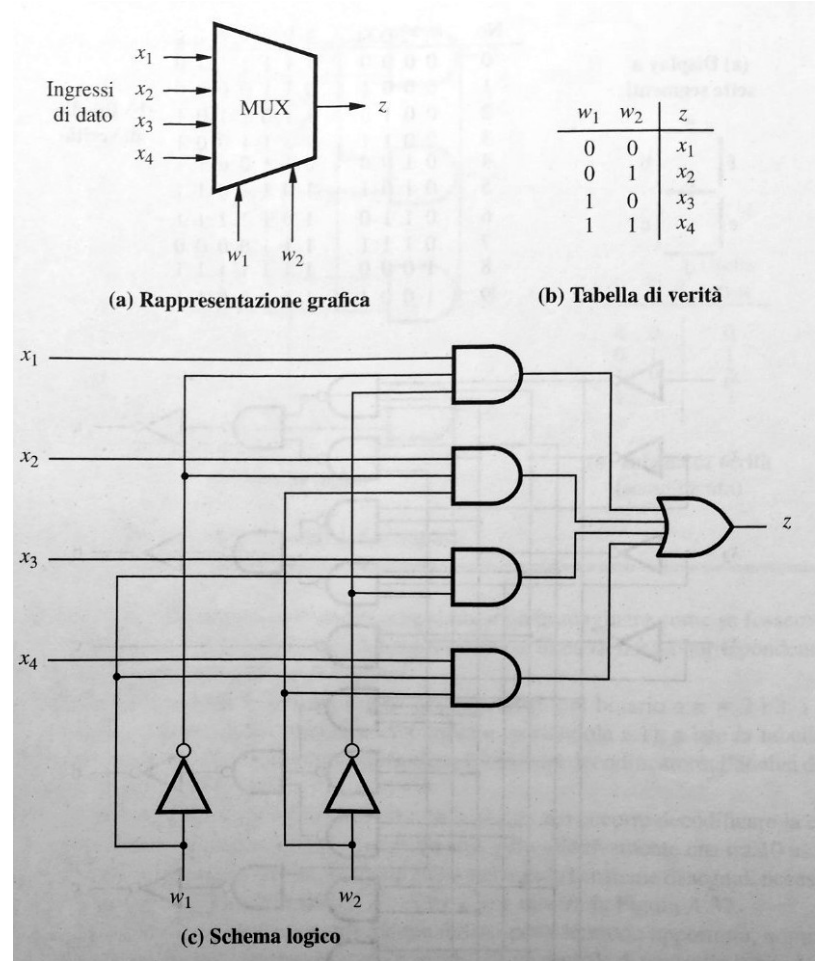 x1
x2
x3
x4
Ingressi
di dato
MUX
z
w1 w2
(a) Rappresentazione grafica
w1 w2 z
0 0 x1
0 1 x2
1 0 x3
1 1 x4
(b) Tabella di verità
x1
x2
x3
x4
z
w1 w2
(c) Schema logico